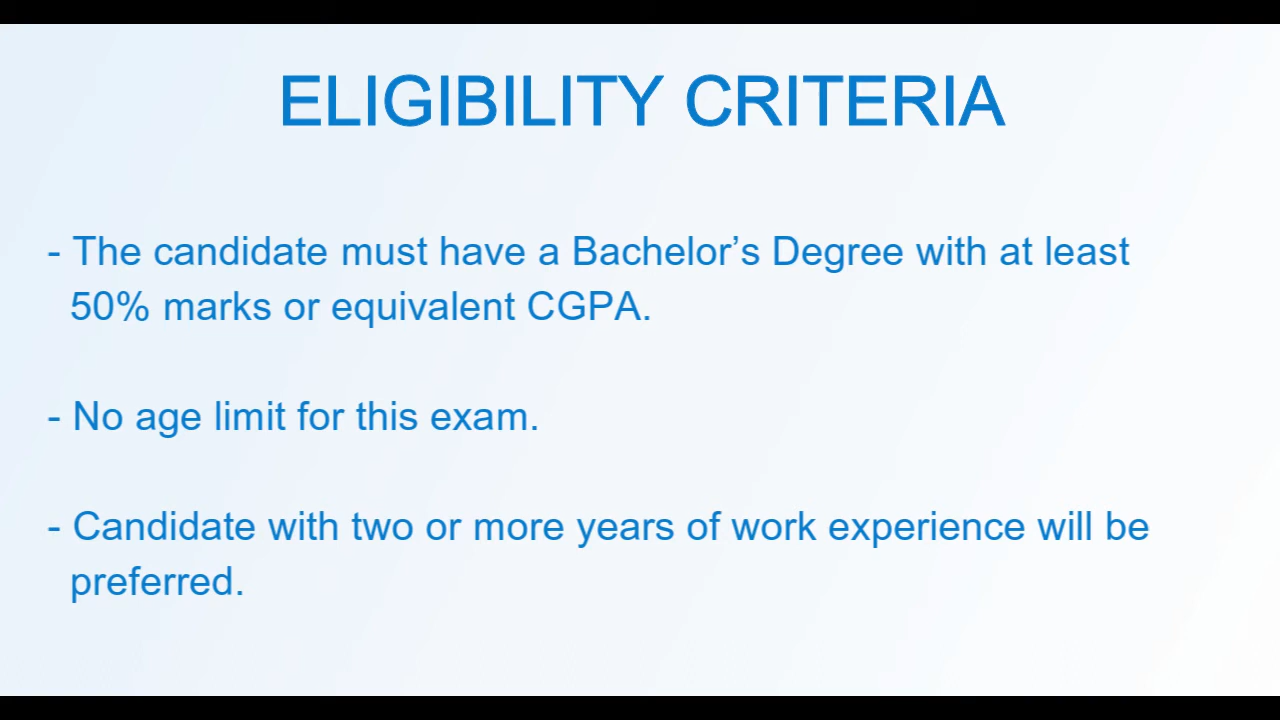 ELIGIBILITY CRITERIA
- The candidate must have a Bachelor’s Degree with at least
50% marks or equivalent CGPA.
- No age limit for this exam.
- Candidate with two or more years of work experience will be
preferred.